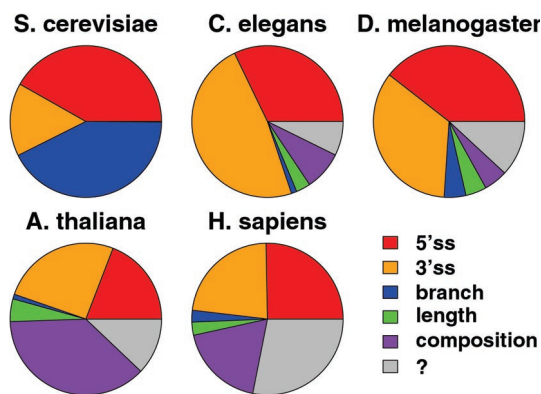 S. cerevisiae
C. elegans
D. melanogaster
A. thaliana
H. sapiens
5'ss
3'ss
branch
length
composition
?